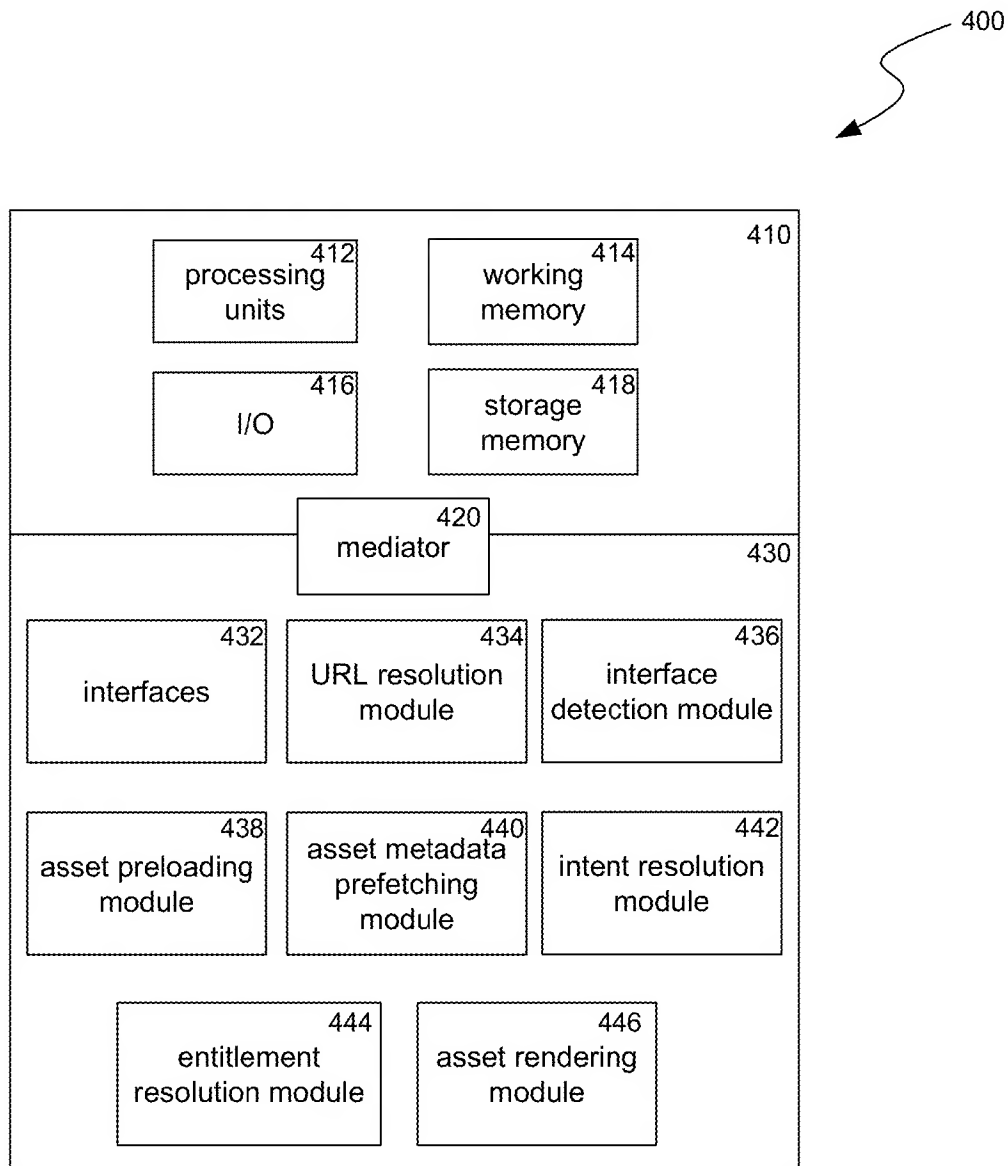 400
410
412
processing
units
414
working
memory
416
I/O
418
storage
memory
420
mediator
430
432
interfaces
434
URL resolution
module
436
interface
detection module
438
asset preloading
module
440
asset metadata
prefetching
module
442
intent resolution
module
444
entitlement
resolution module
446
asset rendering
module